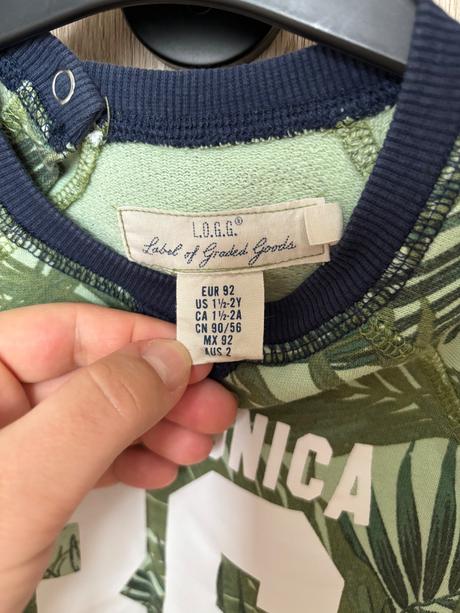 L.O.G.G.®
Label of Graded Goods
EUR 92
US 1½-2Y
CA 1½-2A
CN 90/56
MX 92
AUS 2
NICA